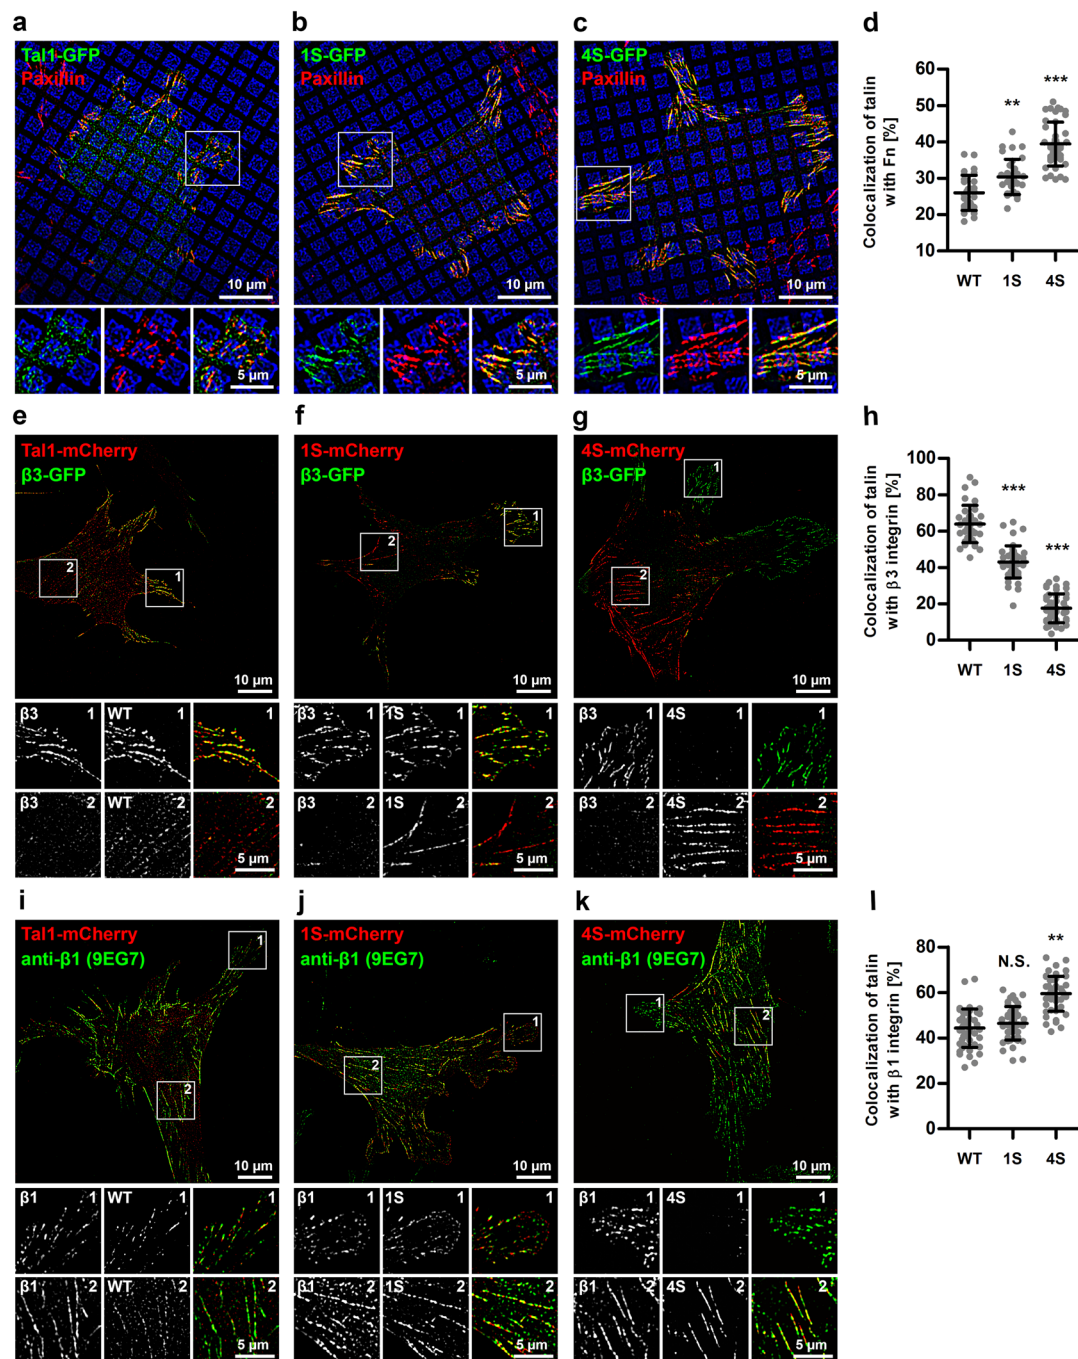 a
Tal1-GFP
Paxillin
10 µm
5 µm
b
1S-GFP
Paxillin
10 µm
5 µm
c
4S-GFP
Paxillin
10 µm
5 µm
d
Colocalization of talin
with Fn [%]
60
50
40
30
20
10
**
***
WT 1S 4S
e
Tal1-mCherry
β3-GFP
2
1
10 µm
β3 1
WT 1
1
β3 2
WT 2
2
5 µm
f
1S-mCherry
β3-GFP
1
2
10 µm
β3 1
1S 1
1
β3 2
1S 2
2
5 µm
g
4S-mCherry
β3-GFP
1
2
10 µm
β3 1
4S 1
1
β3 2
4S 2
2
5 µm
h
Colocalization of talin
with β3 integrin [%]
100
80
60
40
20
0
***
***
WT 1S 4S
i
Tal1-mCherry
anti-β1 (9EG7)
1
2
10 µm
β1 1
WT 1
1
β1 2
WT 2
2
5 µm
j
1S-mCherry
anti-β1 (9EG7)
1
2
10 µm
β1 1
1S 1
1
β1 2
1S 2
2
5 µm
k
4S-mCherry
anti-β1 (9EG7)
1
2
10 µm
β1 1
4S 1
1
β1 2
4S 2
2
5 µm
l
Colocalization of talin
with β1 integrin [%]
80
60
40
20
0
N.S.
**
WT 1S 4S